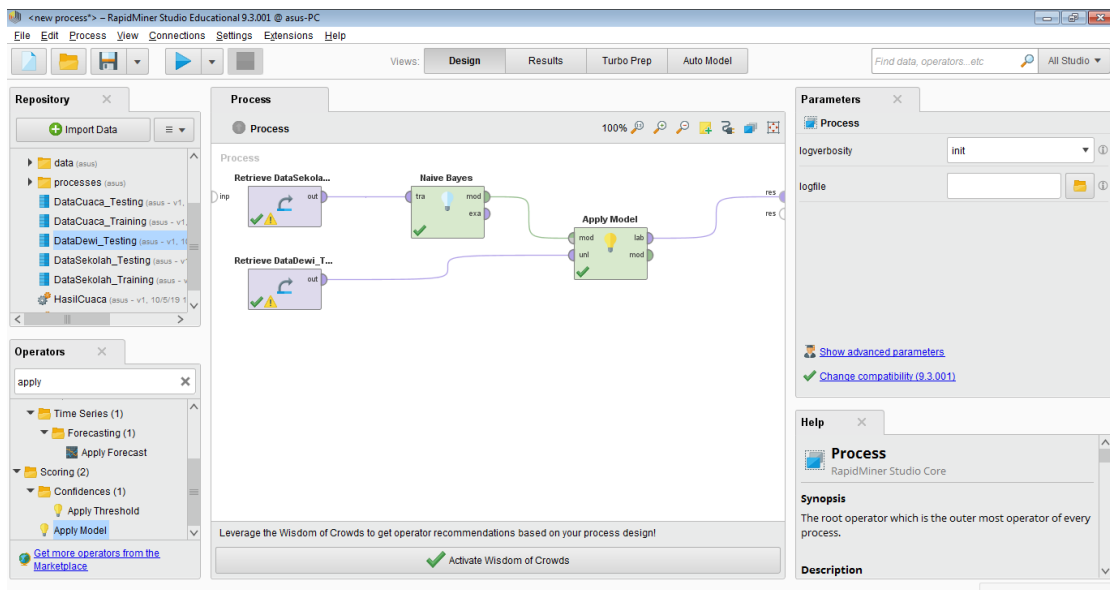 <new process*> – RapidMiner Studio Educational 9.3.001 @ asus-PC
File Edit Process View Connections Settings Extensions Help
Views: Design Results Turbo Prep Auto Model Find data, operators...etc All Studio
Repository
Import Data
data (asus)
processes (asus)
DataCuaca_Testing (asus - v1,
DataCuaca_Training (asus - v1,
DataDewi_Testing (asus - v1, 10
DataSekolah_Testing (asus - v
DataSekolah_Training (asus - v
HasilCuaca (asus - v1, 10/5/19 1
Operators
apply
Time Series (1)
Forecasting (1)
Apply Forecast
Scoring (2)
Confidences (1)
Apply Threshold
Apply Model
Get more operators from the
Marketplace
Process
Process
100%
Process
inp
Retrieve DataSekola...
out
Naive Bayes
tra mod
exa
Retrieve DataDewi_T...
out
Apply Model
mod lab
unl mod
res
res
Leverage the Wisdom of Crowds to get operator recommendations based on your process design!
Activate Wisdom of Crowds
Parameters
Process
logverbosity init
logfile
Show advanced parameters
Change compatibility (9.3.001)
Help
Process
RapidMiner Studio Core
Synopsis
The root operator which is the outer most operator of every
process.
Description